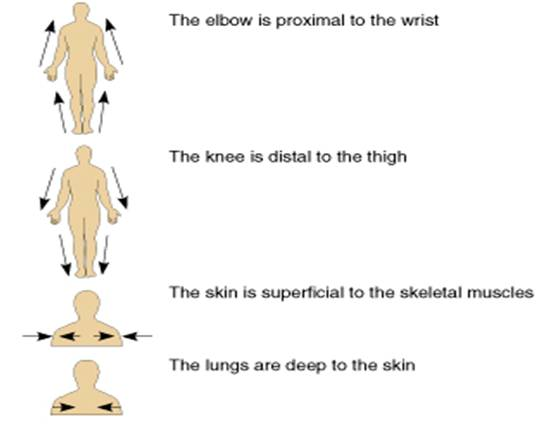 The elbow is proximal to the wrist
The knee is distal to the thigh
The skin is superficial to the skeletal muscles
The lungs are deep to the skin